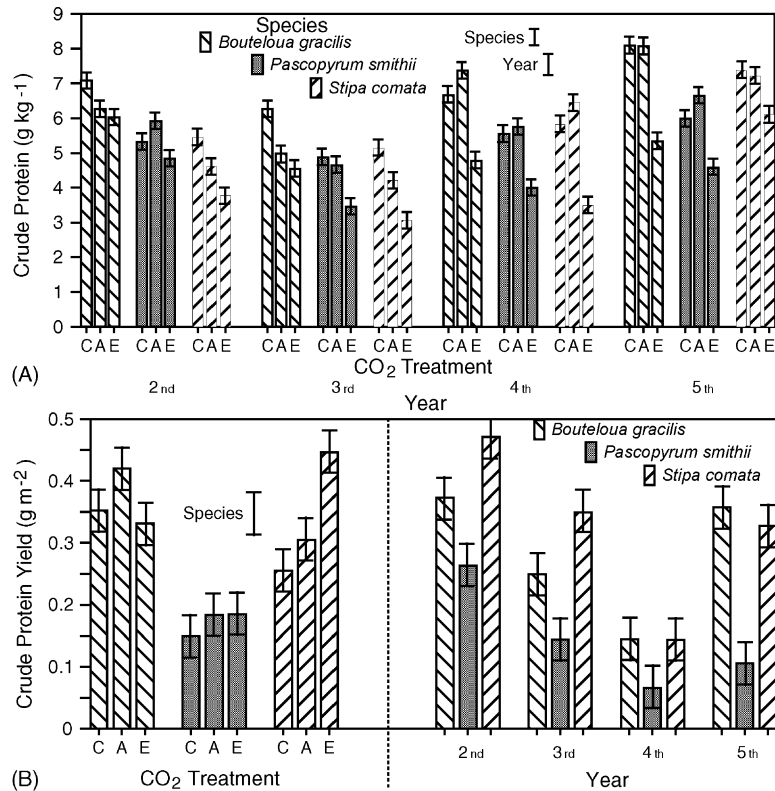 9
8
7
6
5
4
3
2
1
0
Crude Protein (g kg-1)
Species
Bouteloua gracilis
Pascopyrum smithii
Stipa comata
Species
Year
C A E C A E C A E C A E C A E C A E C A E C A E C A E C A E C A E C A E
CO2 Treatment
2nd 3rd 4th 5th
Year
(A)
0.5
0.4
0.3
0.2
0.1
0
Crude Protein Yield (g m-2)
Species
Bouteloua gracilis
Pascopyrum smithii
Stipa comata
C A E C A E C A E
2nd 3rd 4th 5th
CO2 Treatment Year
(B)